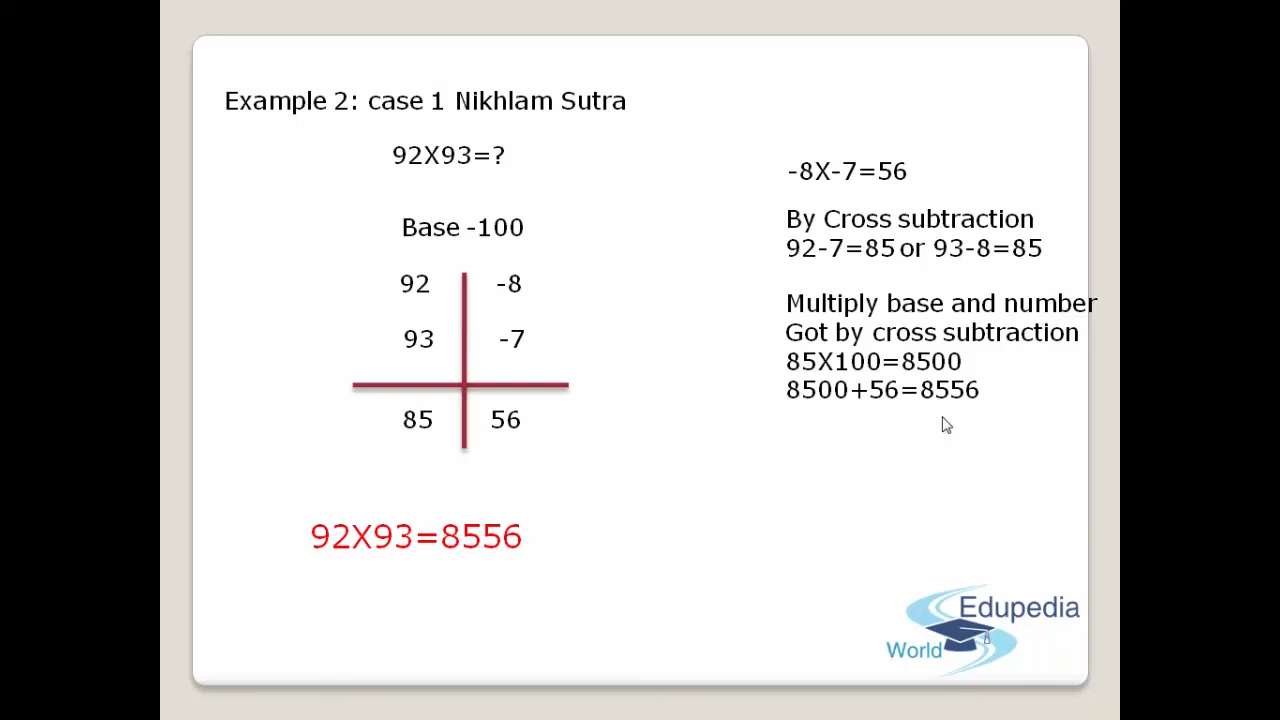 Example 2: case 1 Nikhlam Sutra
92X93=?
Base -100
92 -8
93 -7
85 56
92X93=8556
-8X-7=56
By Cross subtraction
92-7=85 or 93-8=85
Multiply base and number
Got by cross subtraction
85X100=8500
8500+56=8556
Edupedia
World